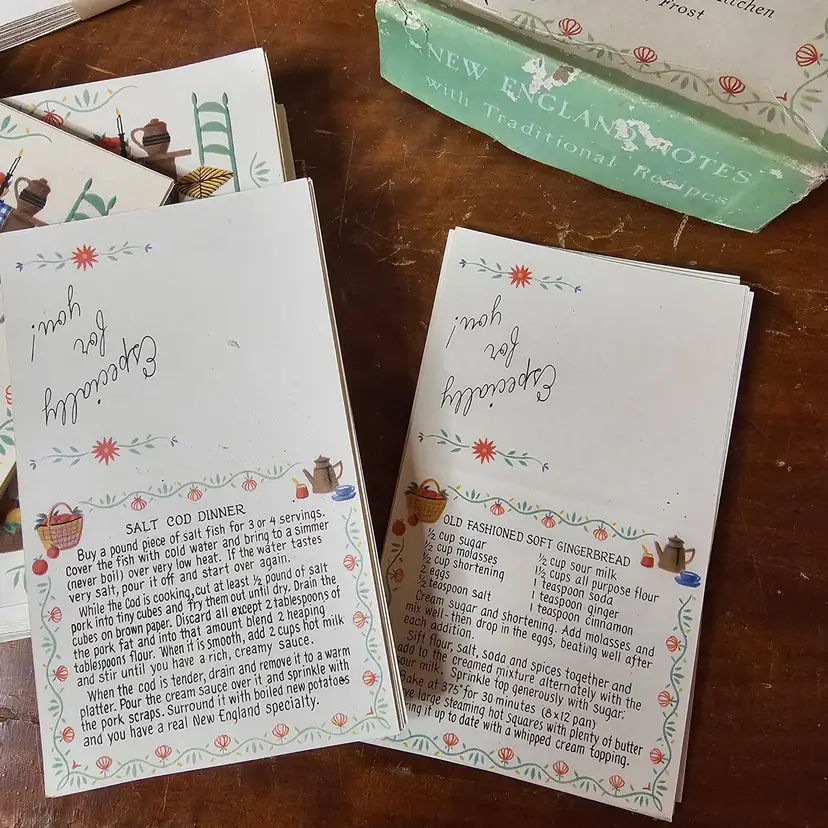 itchen
Frost
NEW ENGLAND NOTES
with Traditional Recipes
Especially
for
you!
SALT COD DINNER
Buy a pound piece of salt fish for 3 or 4 servings.
Cover the fish with cold water and bring to a simmer
(never boil) over very low heat. If the water tastes
very salt, pour it off and start over again.
While the Cod is cooking, cut at least ½ pound of salt
pork into tiny cubes and fry them out until dry. Drain the
cubes on brown paper. Discard all except 2 tablespoons of
the pork fat and into that amount blend 2 heaping
tablespoons flour. When it is smooth, add 2 cups hot milk
and stir until you have a rich, creamy sauce.
When the cod is tender, drain and remove it to a warm
platter. Pour the cream sauce over it and sprinkle with
the pork scraps. Surround it with boiled new potatoes
and you have a real New England specialty.
Especially
for
you!
OLD FASHIONED SOFT GINGERBREAD
½ cup sugar
½ cup molasses
½ cup shortening
2 eggs
½ teaspoon salt
½ cup sour milk
1½ cups all purpose flour
1 teaspoon soda
1 teaspoon ginger
1 teaspoon cinnamon
Cream sugar and shortening. Add molasses and
mix well-then drop in the eggs, beating well after
each addition.
Sift flour, salt, soda and spices together and
add to the creamed mixture alternately with the
sour milk. Sprinkle top generously with sugar.
Bake at 375° for 30 minutes (8x12 pan)
large steaming hot squares with plenty of butter
it up to date with a whipped cream topping.